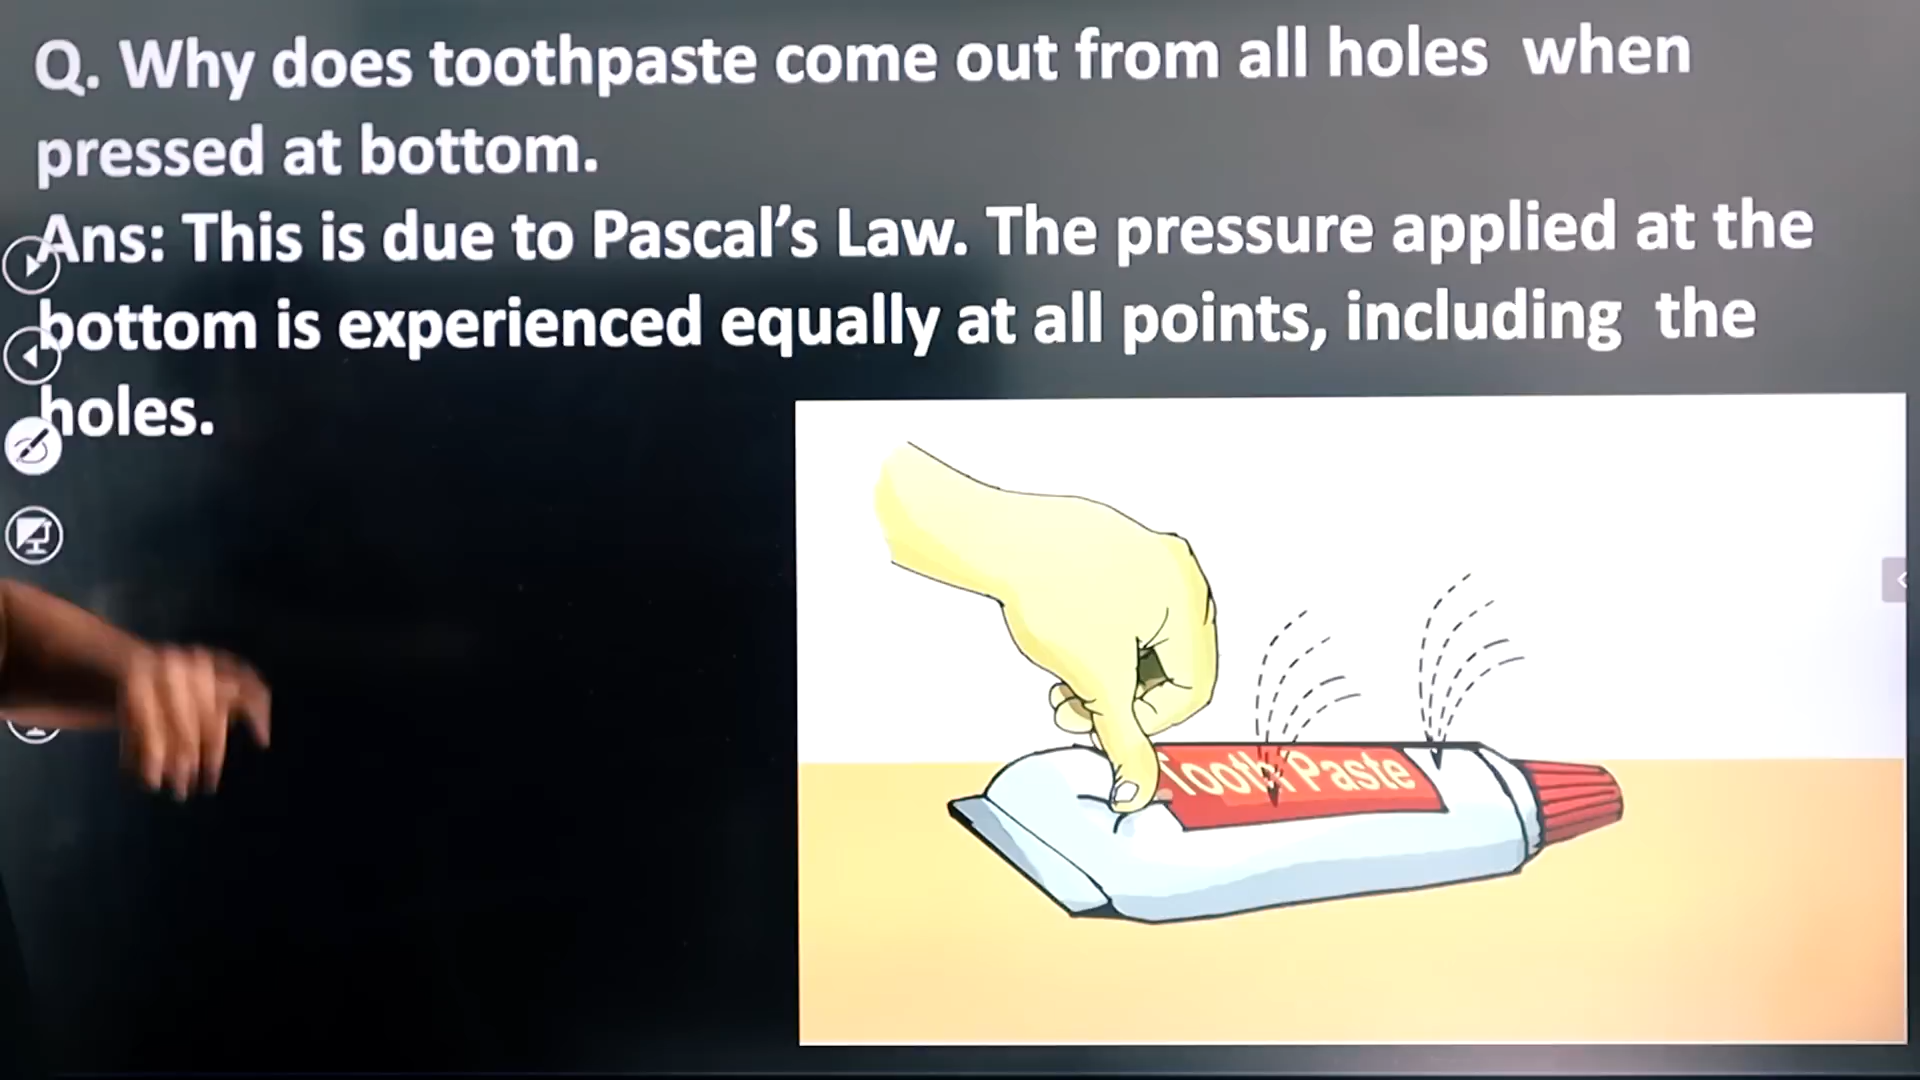 Q. Why does toothpaste come out from all holes when
pressed at bottom.
Ans: This is due to Pascal's Law. The pressure applied at the
bottom is experienced equally at all points, including the
holes.
Tooth Paste